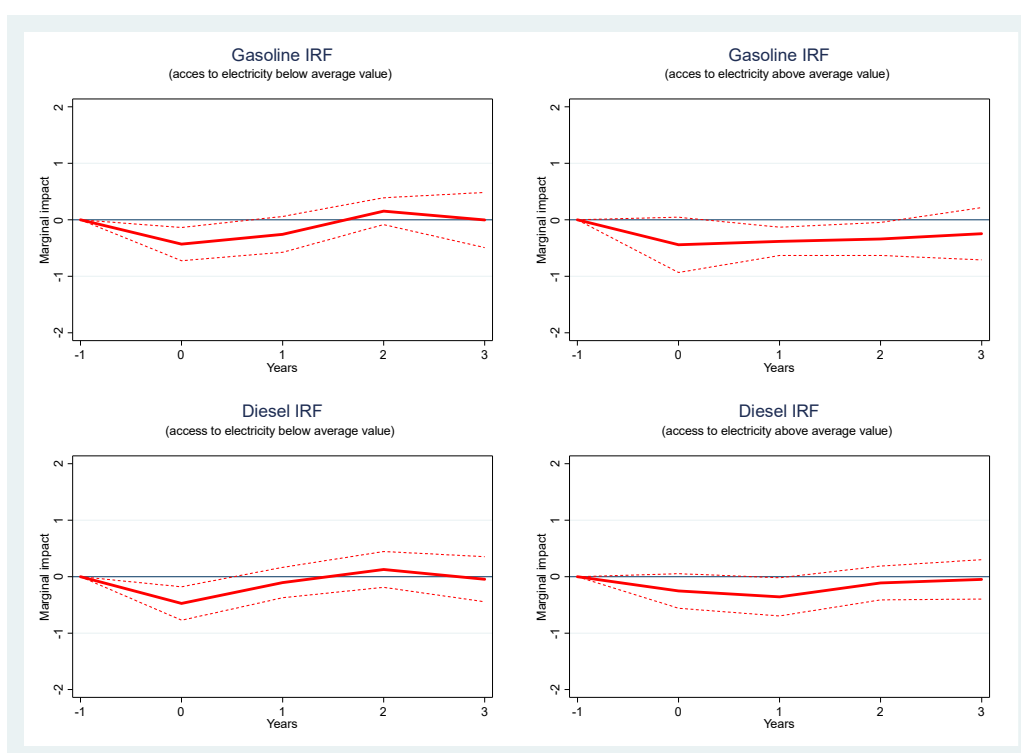 Gasoline IRF
(acces to electricity below average value)
Marginal impact
2
1
0
-1
-2
-1 0 1 2 3
Years
Gasoline IRF
(acces to electricity above average value)
Marginal impact
2
1
0
-1
-2
-1 0 1 2 3
Years
Diesel IRF
(access to electricity below average value)
Marginal impact
2
1
0
-1
-2
-1 0 1 2 3
Years
Diesel IRF
(access to electricity above average value)
Marginal impact
2
1
0
-1
-2
-1 0 1 2 3
Years